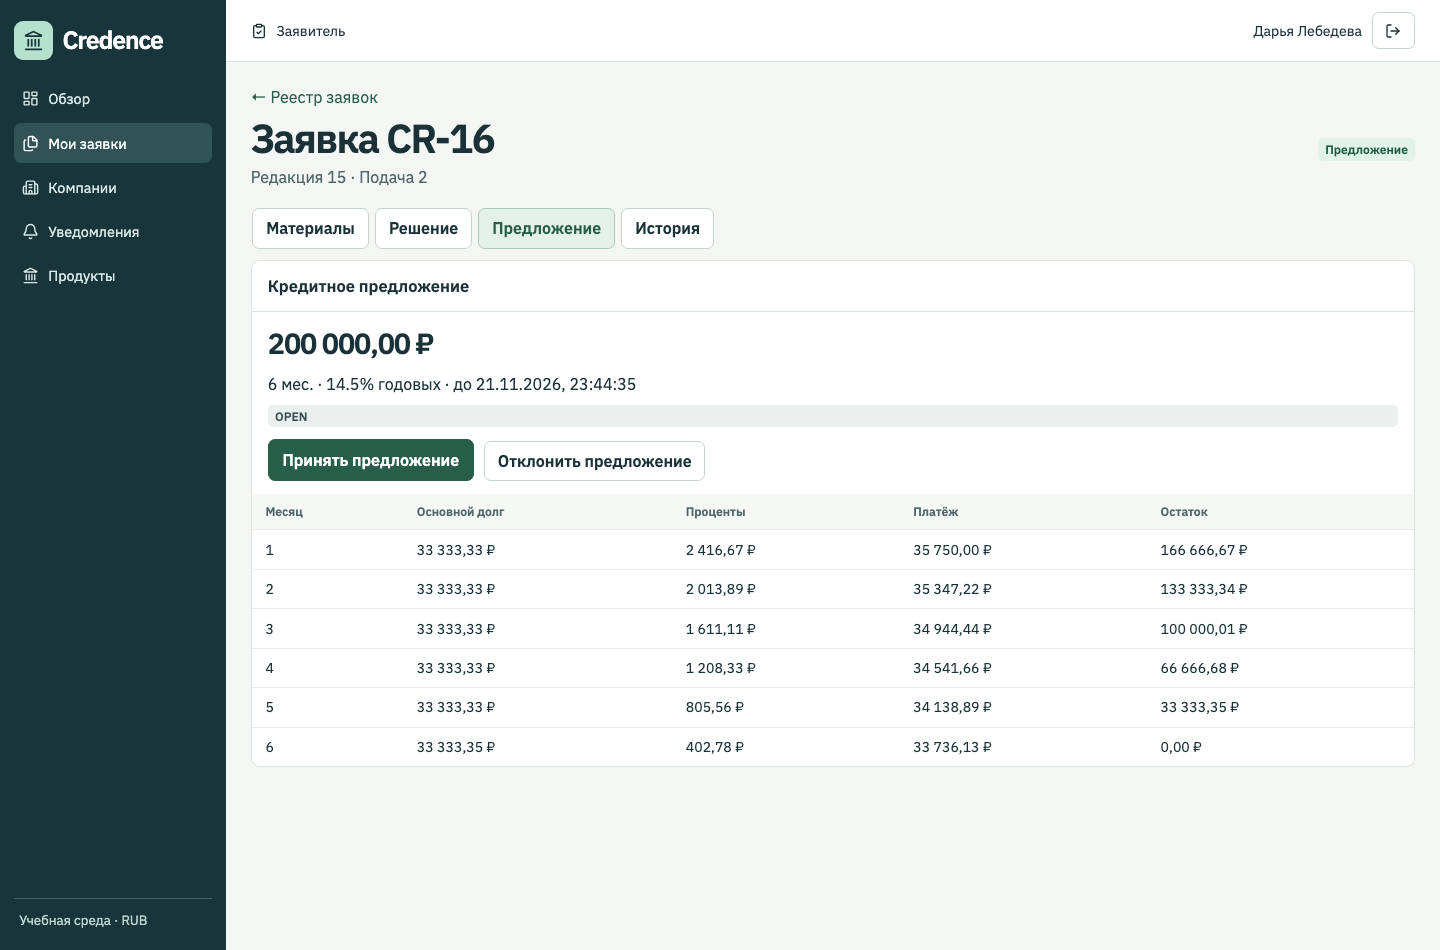 Credence
Обзор
Мои заявки
Компании
Уведомления
Продукты
Учебная среда · RUB
Заявитель
Дарья Лебедева
← Реестр заявок
Заявка CR-16
Предложение
Редакция 15 · Подача 2
Материалы Решение Предложение История
Кредитное предложение
200 000,00 ₽
6 мес. · 14.5% годовых · до 21.11.2026, 23:44:35
OPEN
Принять предложение Отклонить предложение
Месяц Основной долг Проценты Платёж Остаток
1 33 333,33 ₽ 2 416,67 ₽ 35 750,00 ₽ 166 666,67 ₽
2 33 333,33 ₽ 2 013,89 ₽ 35 347,22 ₽ 133 333,34 ₽
3 33 333,33 ₽ 1 611,11 ₽ 34 944,44 ₽ 100 000,01 ₽
4 33 333,33 ₽ 1 208,33 ₽ 34 541,66 ₽ 66 666,68 ₽
5 33 333,33 ₽ 805,56 ₽ 34 138,89 ₽ 33 333,35 ₽
6 33 333,35 ₽ 402,78 ₽ 33 736,13 ₽ 0,00 ₽